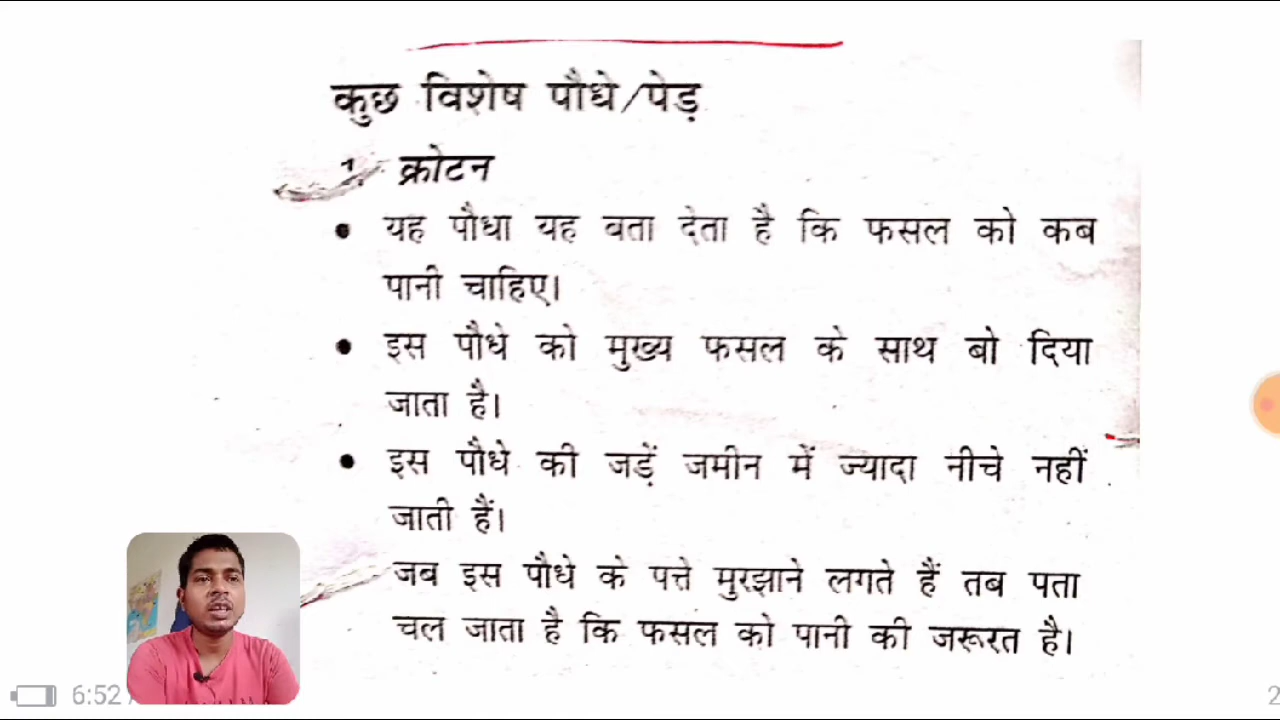 कुछ विशेष पौधे/पेड़
1. क्रोटन
• यह पौधा यह बता देता है कि फसल को कब
पानी चाहिए।
• इस पौधे को मुख्य फसल के साथ बो दिया
जाता है।
• इस पौधे की जड़ें जमीन में ज्यादा नीचे नहीं
जाती हैं।
जब इस पौधे के पत्ते मुरझाने लगते हैं तब पता
चल जाता है कि फसल को पानी की जरूरत है।
6:52
2